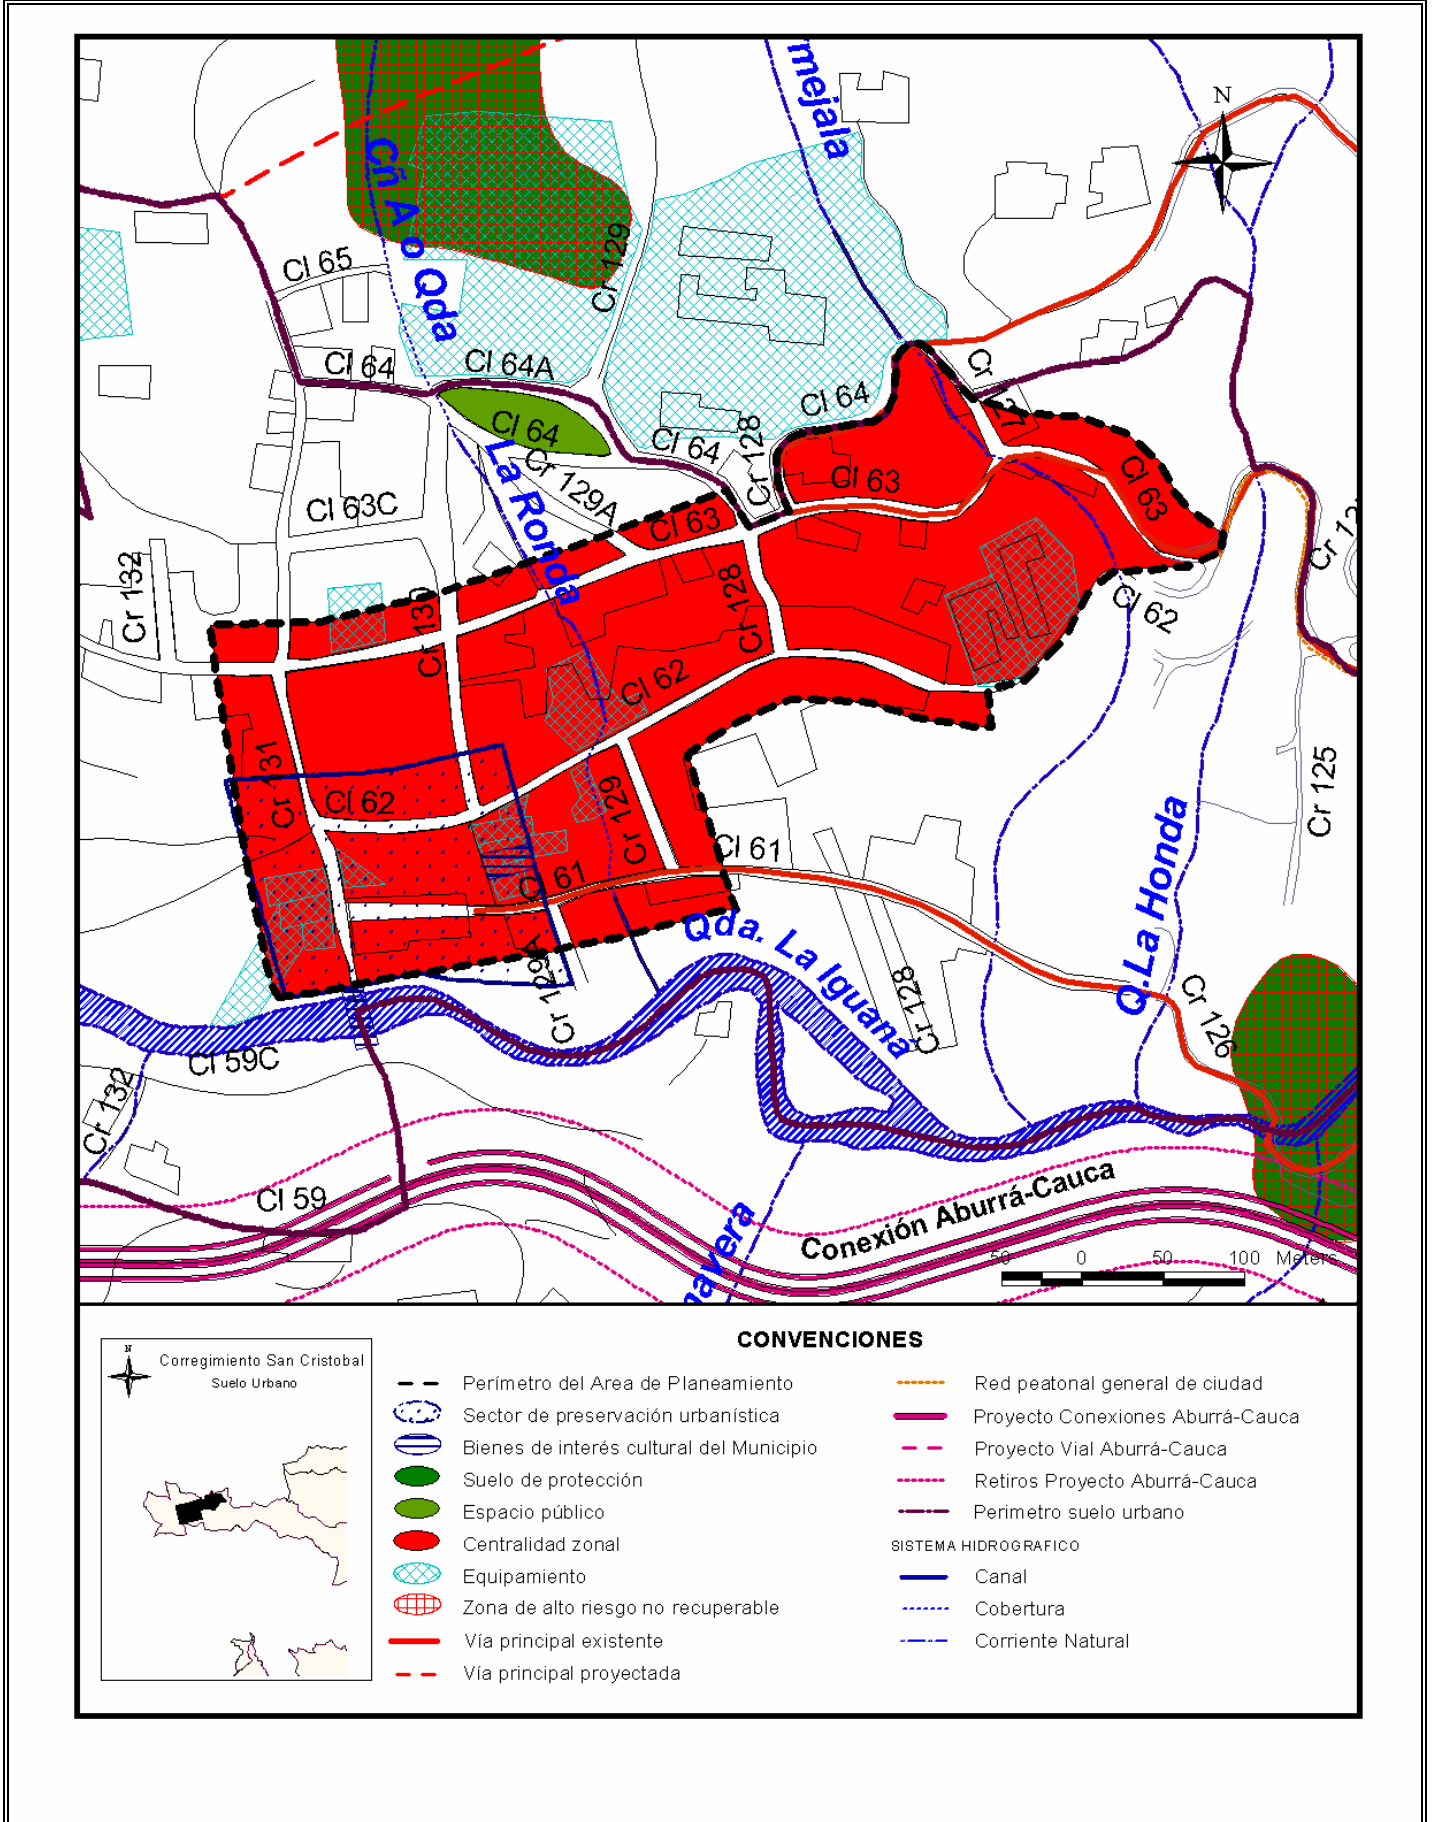 mejala
N
Cñ A o Qda
Cr 129
Cl 65
Cl 64
Cl 64A
Cl 64
Cl 64
Cl 64
Cr 127
Cr 128
Cl 63
Cl 63
La Ronda
Cr 129A
Cl 63
Cl 63C
Cr 132
Cr 130
Cr 128
Cl 62
Cl 62
Cr 131
Cl 62
Cr 129
Cl 61
Cl 61
Cr 125
Q.La Honda
Qda. La Iguana
Cr 129A
Cr 128
Cr 126
Cl 59C
Cr 132
Cl 59
Conexión Aburrá-Cauca
50 0 50 100 Meters
CONVENCIONES
N
Corregimiento San Cristobal
Suelo Urbano
Perímetro del Area de Planeamiento
Sector de preservación urbanística
Bienes de interés cultural del Municipio
Suelo de protección
Espacio público
Centralidad zonal
Equipamiento
Zona de alto riesgo no recuperable
Vía principal existente
Vía principal proyectada
Red peatonal general de ciudad
Proyecto Conexiones Aburrá-Cauca
Proyecto Vial Aburrá-Cauca
Retiros Proyecto Aburrá-Cauca
Perimetro suelo urbano
SISTEMA HIDROGRAFICO
Canal
Cobertura
Corriente Natural